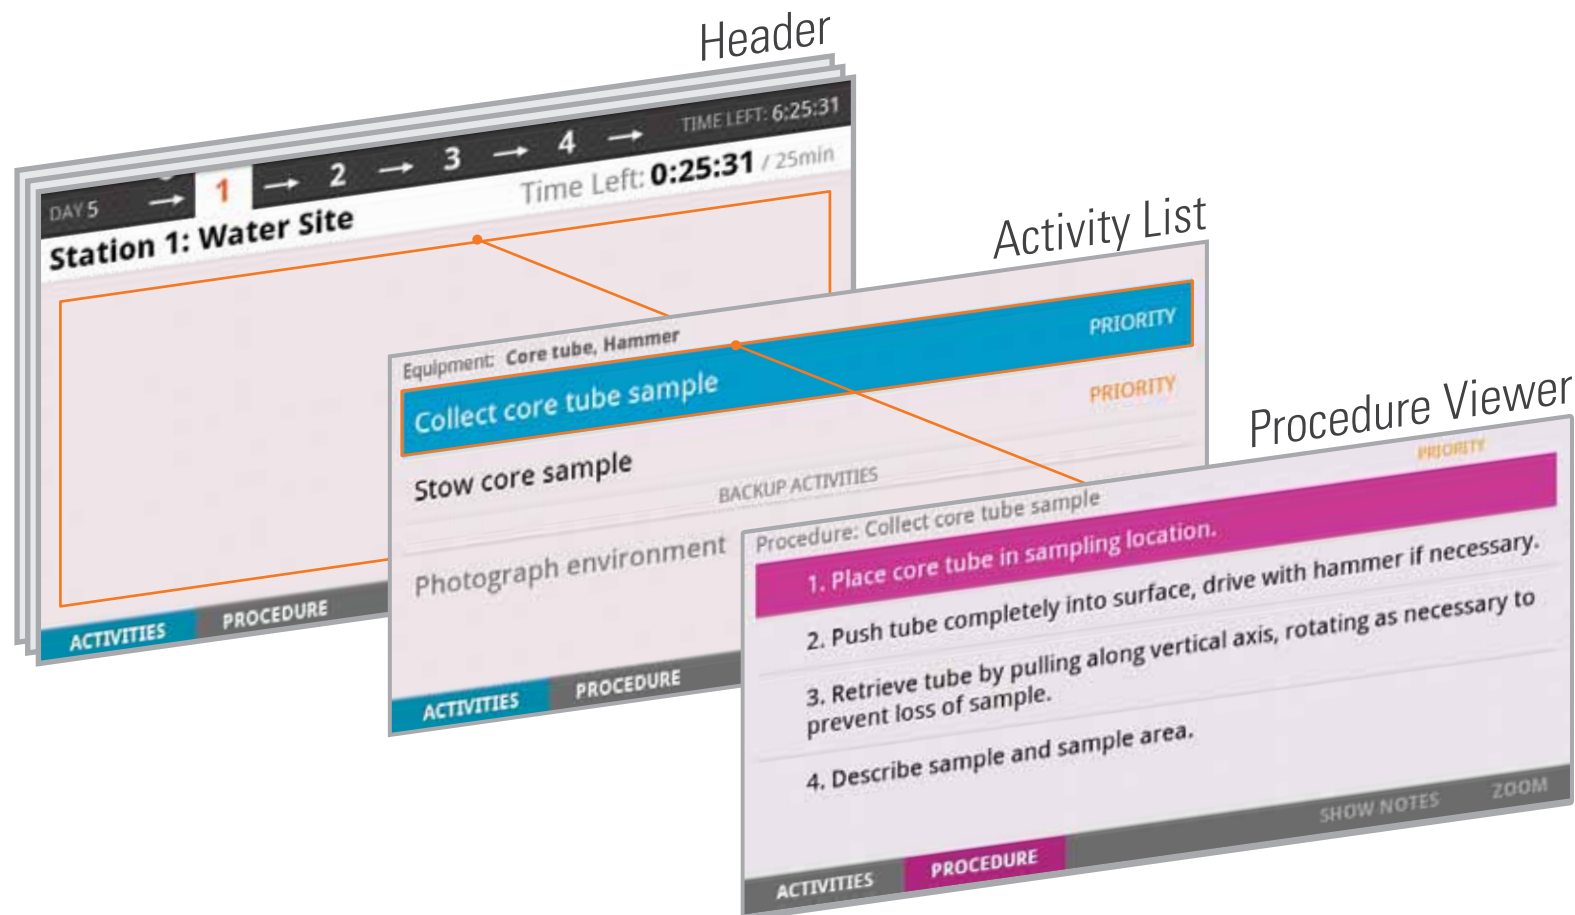 Header
DAY 5 → 1 → 2 → 3 → 4 → TIME LEFT: 6:25:31
Station 1: Water Site Time Left: 0:25:31 / 25min
ACTIVITIES PROCEDURE
Activity List
Equipment: Core tube, Hammer
Collect core tube sample PRIORITY
Stow core sample PRIORITY
BACKUP ACTIVITIES
Photograph environment
ACTIVITIES PROCEDURE
Procedure Viewer
Procedure: Collect core tube sample PRIORITY
1. Place core tube in sampling location.
2. Push tube completely into surface, drive with hammer if necessary.
3. Retrieve tube by pulling along vertical axis, rotating as necessary to
prevent loss of sample.
4. Describe sample and sample area.
ACTIVITIES PROCEDURE SHOW NOTES ZOOM